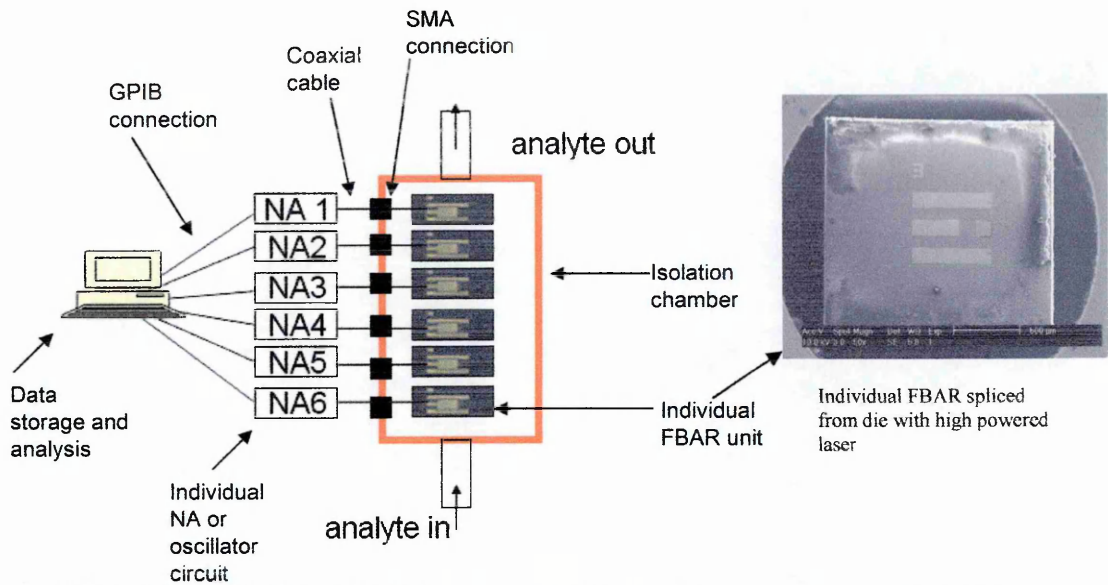 SMA
connection
Coaxial
cable
GPIB
connection
analyte out
NA 1
NA2
NA3
NA4
NA5
NA6
Isolation
chamber
Data
storage and
analysis
Individual
FBAR unit
Individual
NA or
oscillator
circuit
analyte in
Individual FBAR spliced
from die with high powered
laser